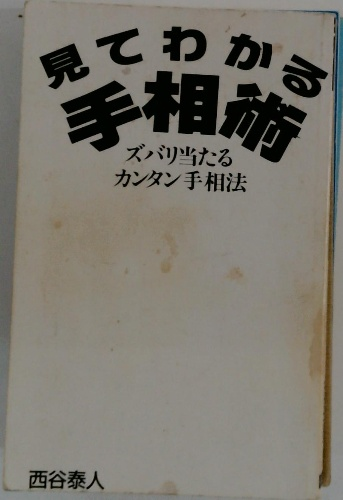 見てわかる
手相術
ズバリ当たる
カンタン手相法
西谷泰人